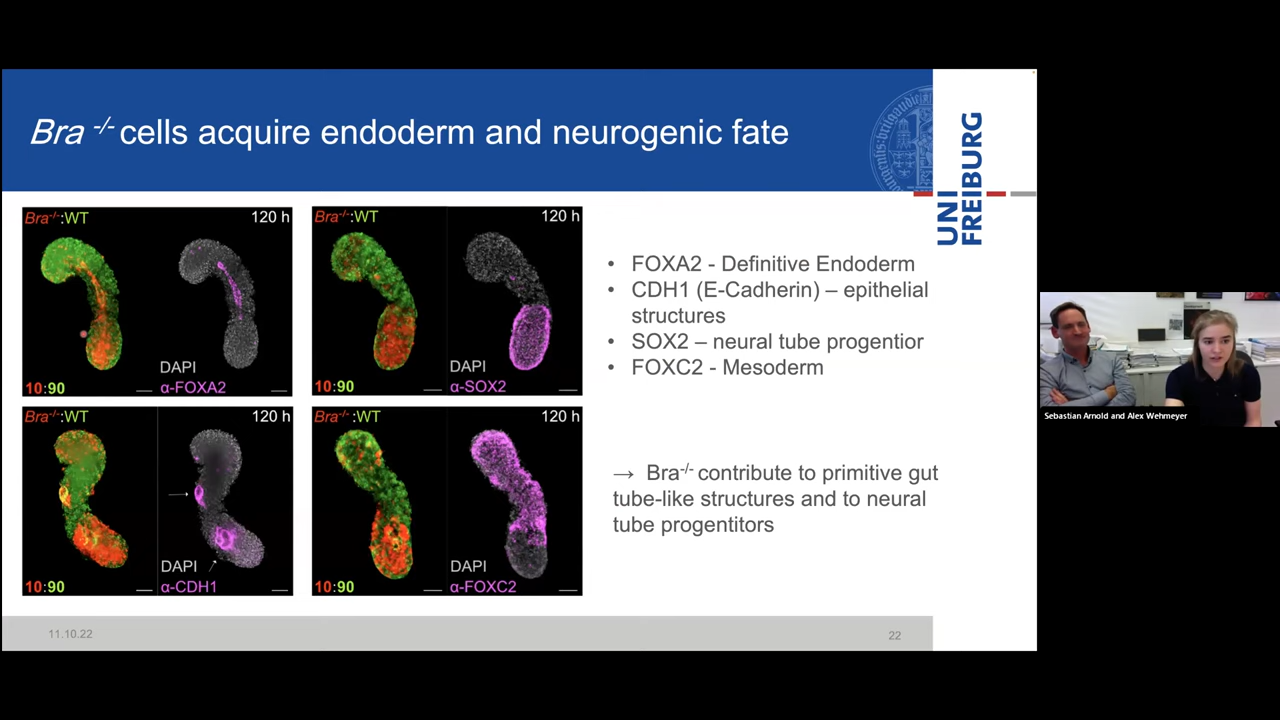 Bra -/- cells acquire endoderm and neurogenic fate
UNI
FREIBURG
Bra-/-:WT 120 h
DAPI
10:90 α-FOXA2
Bra-/-:WT 120 h
DAPI
10:90 α-SOX2
Bra-/-:WT 120 h
DAPI
10:90 α-CDH1
Bra-/-:WT 120 h
DAPI
10:90 α-FOXC2
• FOXA2 - Definitive Endoderm
• CDH1 (E-Cadherin) – epithelial
structures
• SOX2 – neural tube progentior
• FOXC2 - Mesoderm
→ Bra-/- contribute to primitive gut
tube-like structures and to neural
tube progentitors
Sebastian Arnold and Alex Wehmeyer
11.10.22
22